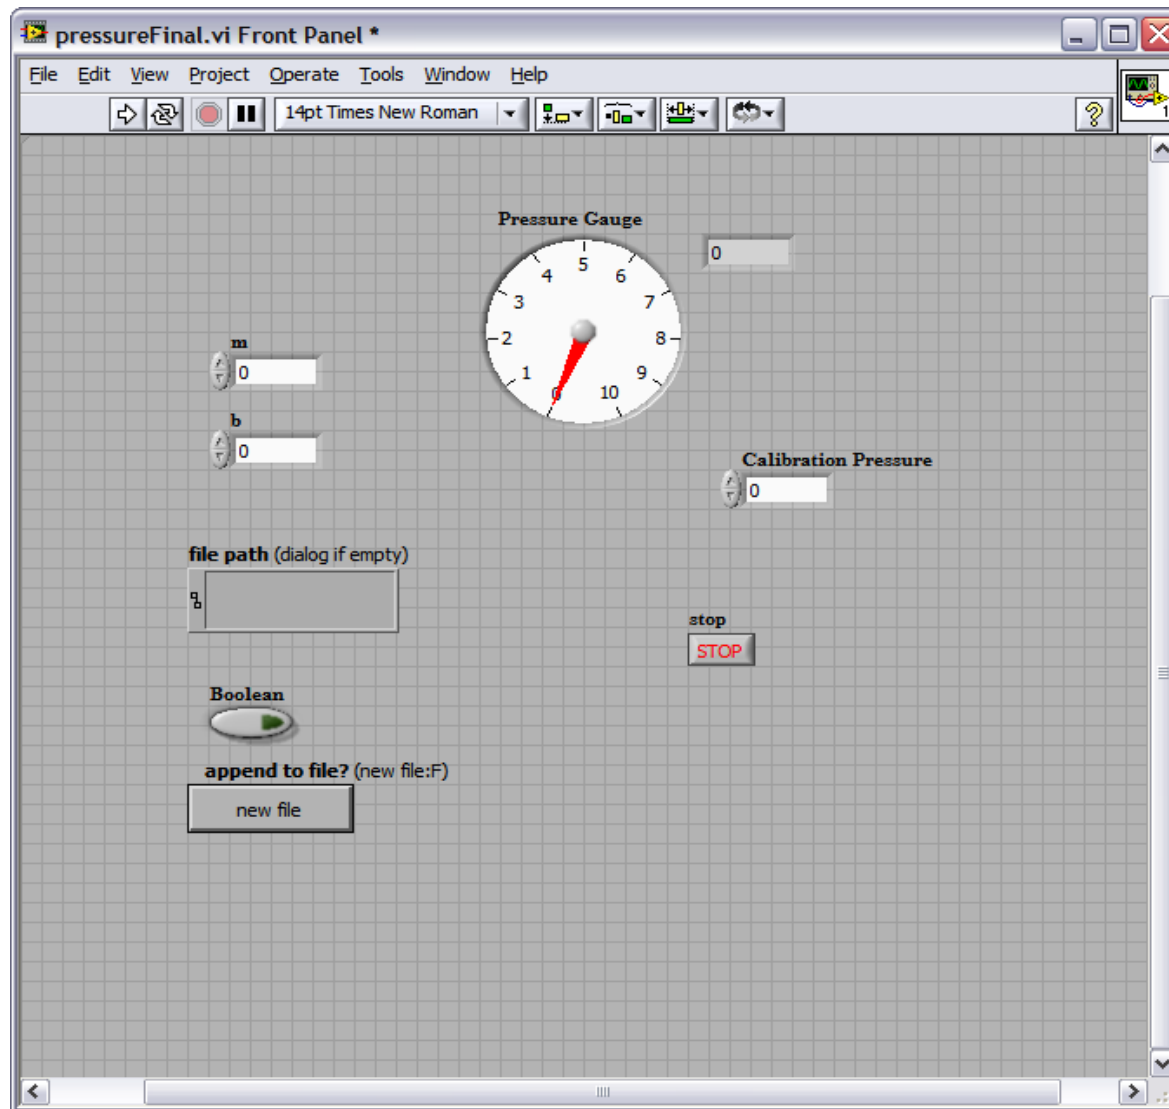 pressureFinal.vi Front Panel *
File Edit View Project Operate Tools Window Help
14pt Times New Roman
?
1
Pressure Gauge
0
5
4
6
3
7
2
8
1
9
0
10
m
0
b
0
Calibration Pressure
0
file path (dialog if empty)
stop
STOP
Boolean
append to file? (new file:F)
new file